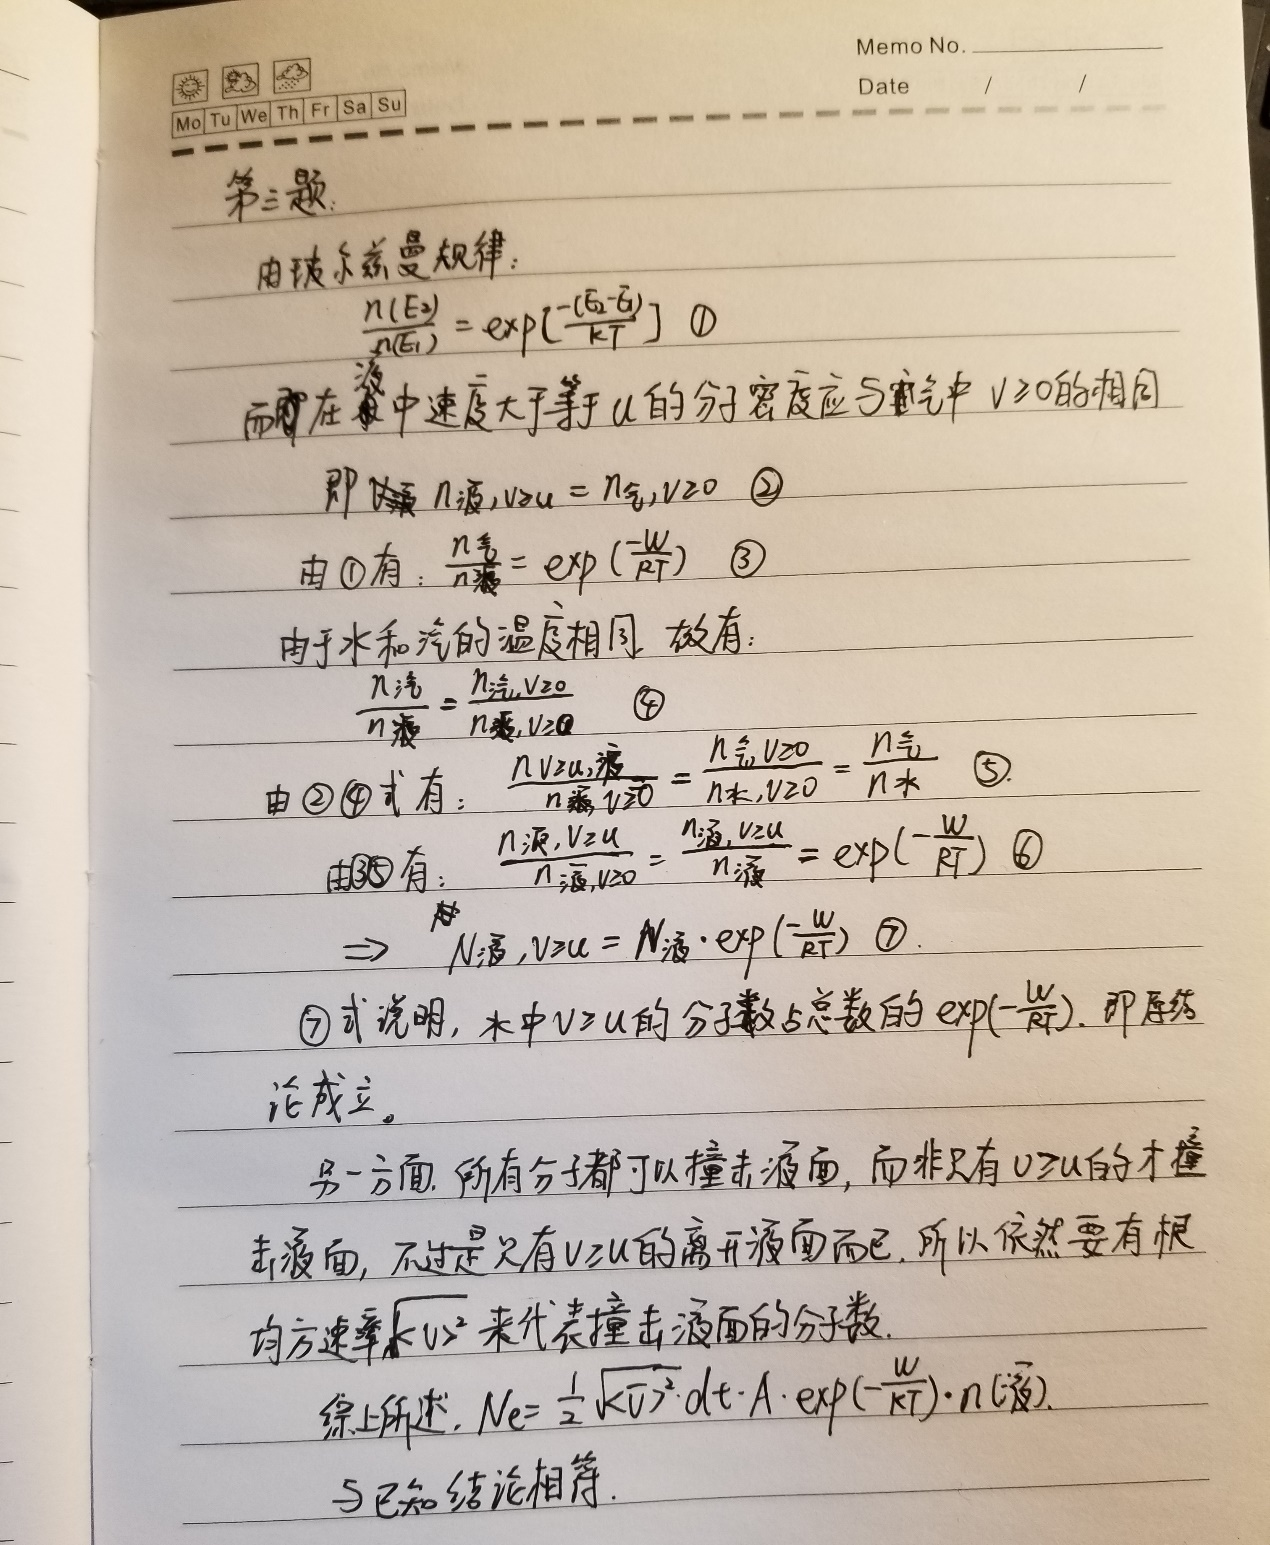 Memo No.
Date / /
Mo Tu We Th Fr Sa Su
第三题:
由玻尔兹曼规律:
n(E₂)/n(E₁) = exp[-(E₂-E₁)/kT] ①
而即在液中速度大于等于u的分子密度应与气中 v≥0的相同
即 n液,v≥u = n气,v≥0 ②
由①有: n气/n液 = exp(-W/RT) ③
由于水和汽的温度相同 故有:
n汽/n液 = n汽,v≥0/n液,v≥0 ④
由②④式有: n v≥u,液/n液,v≥0 = n气,v≥0/n水,v≥0 = n气/n水 ⑤.
由③⑤有: n液,v≥u/n液,v≥0 = n液,v≥u/n液 = exp(-W/RT) ⑥
⇒ N液,v≥u = N液·exp(-W/RT) ⑦.
⑦式说明, 水中v≥u的分子数占总数的exp(-W/RT). 即原结
论成立。
另一方面. 所有分子都可以撞击液面, 而非只有v≥u的才撞
击液面, 不过是只有v≥u的离开液面而已. 所以依然要有根
均方速率√<v>² 来代表撞击液面的分子数.
综上所述. Ne = 1/2 √<v>²·dt·A·exp(-W/KT)·n(液).
与已知结论相符.